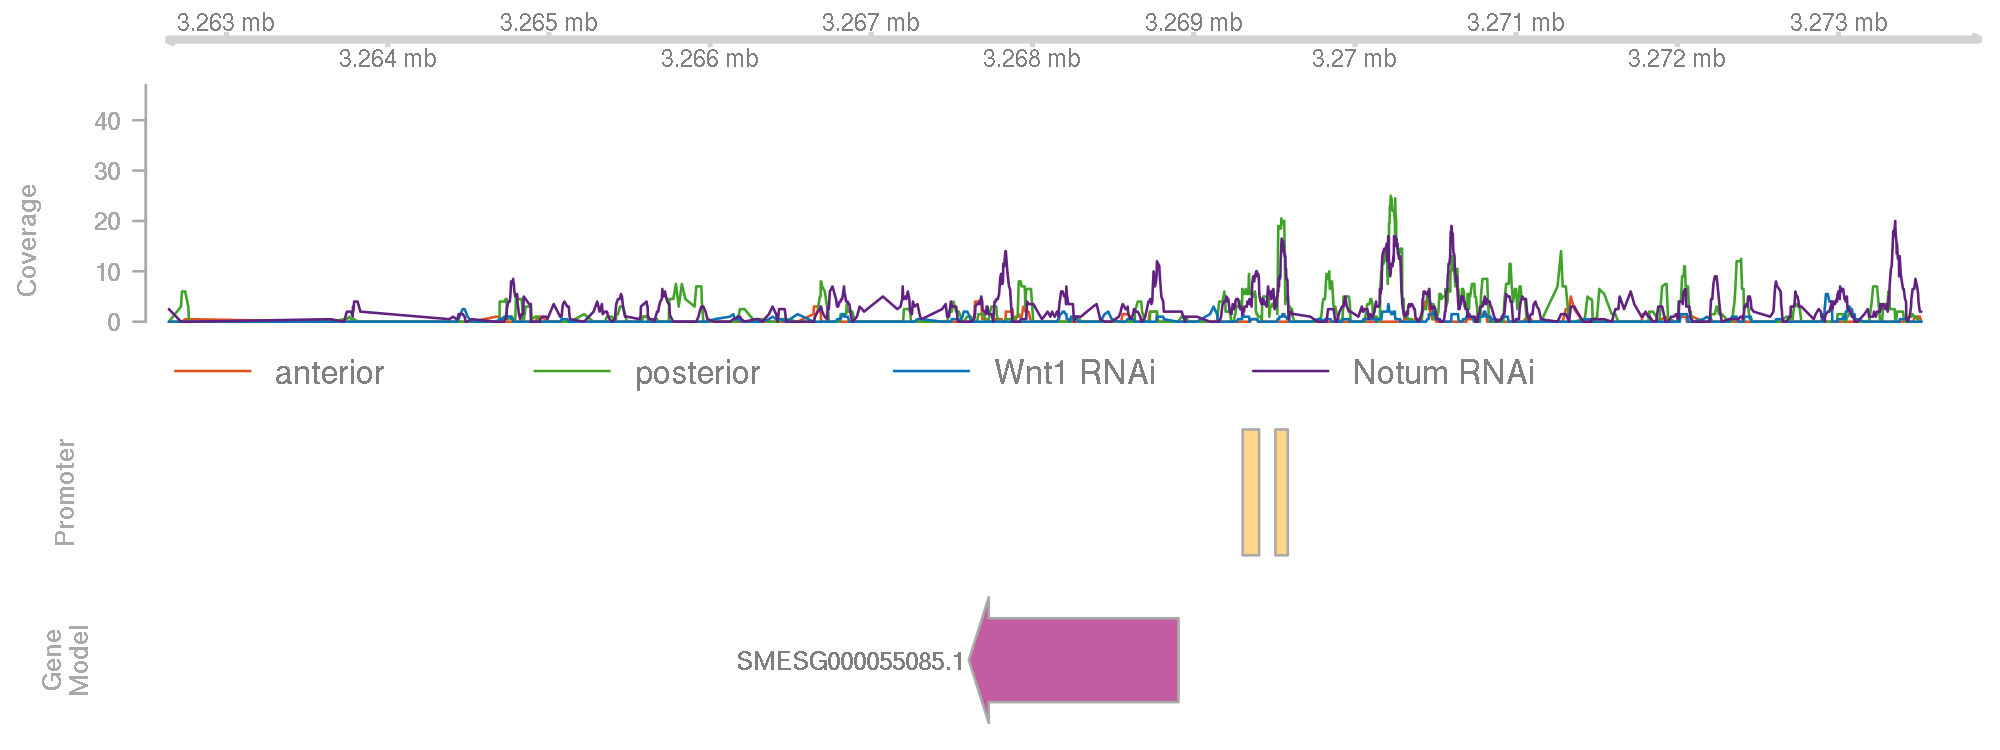 3.263 mb 3.265 mb 3.267 mb 3.269 mb 3.271 mb 3.273 mb
3.264 mb 3.266 mb 3.268 mb 3.27 mb 3.272 mb
Coverage
40
30
20
10
0
anterior posterior Wnt1 RNAi Notum RNAi
Promoter
Gene
Model
SMESG000055085.1